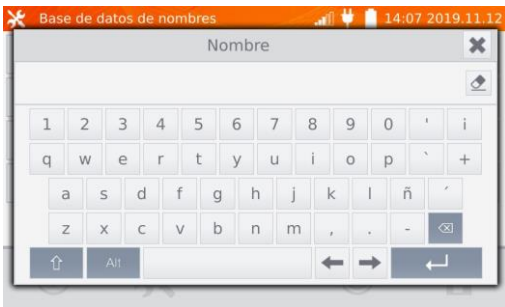 Base de datos de nombres 14:07 2019.11.12
Nombre
1 2 3 4 5 6 7 8 9 0 ' i
q w e r t y u i o p ` +
a s d f g h j k l ñ ´
z x c v b n m , . -
Alt